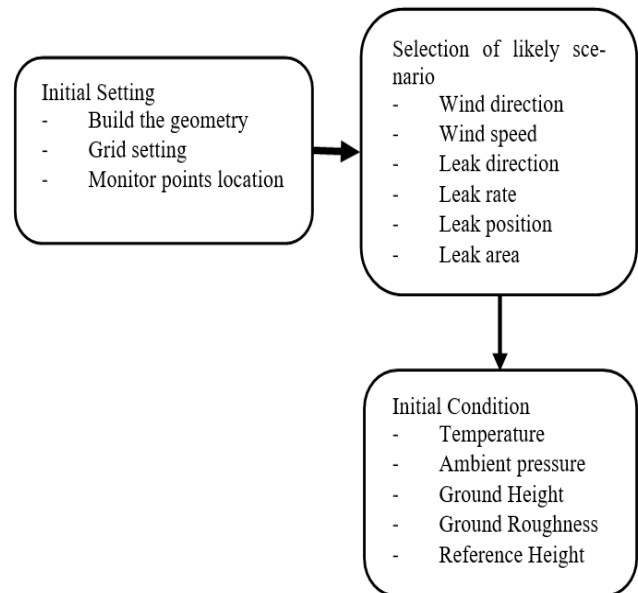 Initial Setting
- Build the geometry
- Grid setting
- Monitor points location
Selection of likely sce-
nario
- Wind direction
- Wind speed
- Leak direction
- Leak rate
- Leak position
- Leak area
Initial Condition
- Temperature
- Ambient pressure
- Ground Height
- Ground Roughness
- Reference Height